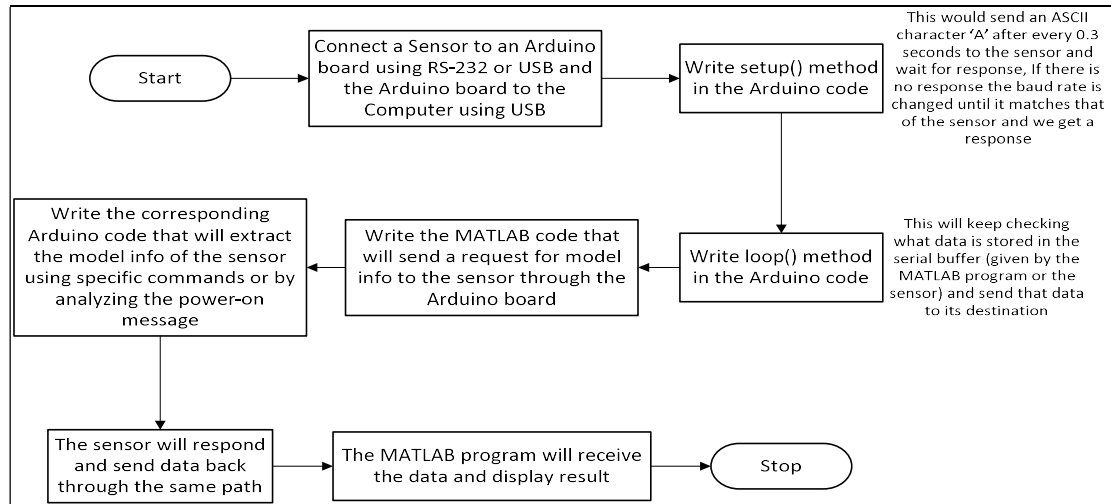 Start
Connect a Sensor to an Arduino
board using RS-232 or USB and
the Arduino board to the
Computer using USB
Write setup() method
in the Arduino code
This would send an ASCII
character ‘A’ after every 0.3
seconds to the sensor and
wait for response, If there is
no response the baud rate is
changed until it matches that
of the sensor and we get a
response
Write loop() method
in the Arduino code
This will keep checking
what data is stored in the
serial buffer (given by the
MATLAB program or the
sensor) and send that data
to its destination
Write the MATLAB code that
will send a request for model
info to the sensor through the
Arduino board
Write the corresponding
Arduino code that will extract
the model info of the sensor
using specific commands or by
analyzing the power-on
message
The sensor will respond
and send data back
through the same path
The MATLAB program will receive
the data and display result
Stop